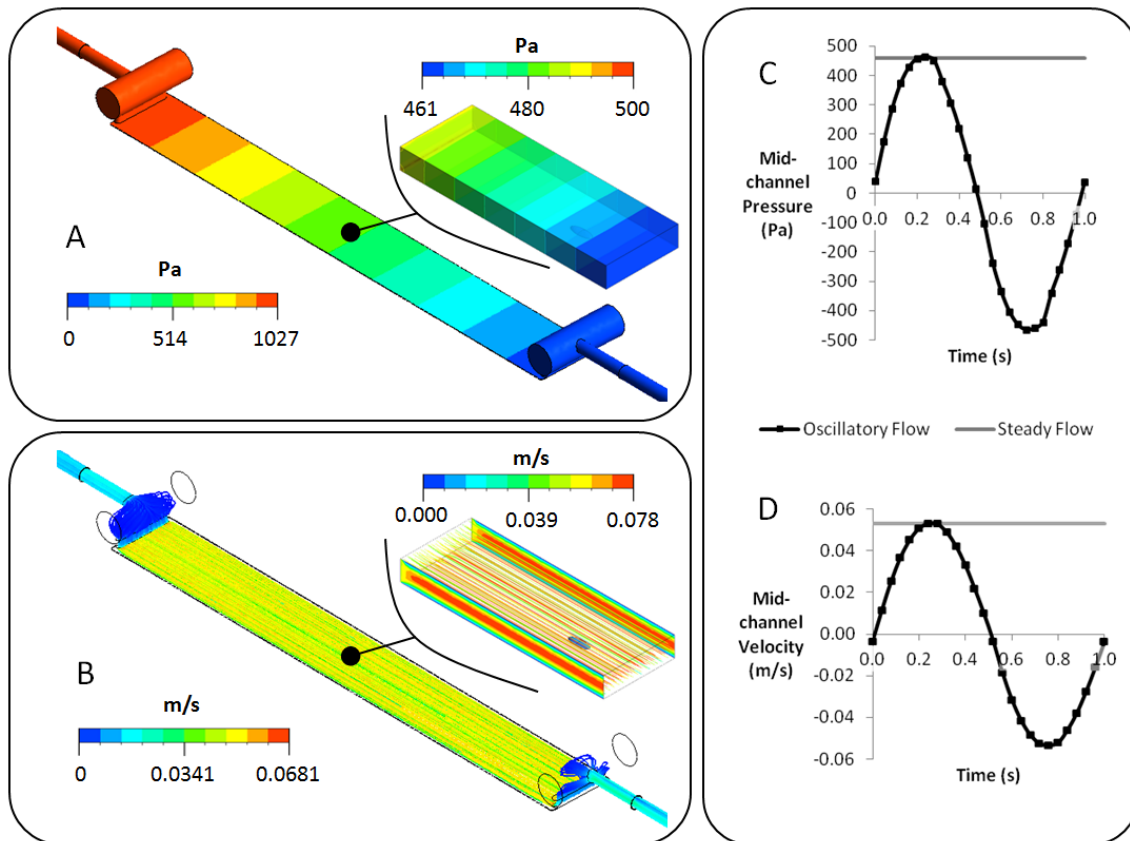 Pa
461 480 500
A
Pa
0 514 1027
m/s
0.000 0.039 0.078
B
m/s
0 0.0341 0.0681
C
500
400
300
200
100
0
-100
-200
-300
-400
-500
Mid-
channel
Pressure
(Pa)
0.0 0.2 0.4 0.6 0.8 1.0
Time (s)
Oscillatory Flow Steady Flow
D
0.06
0.04
0.02
0.00
-0.02
-0.04
-0.06
Mid-
channel
Velocity
(m/s)
0.0 0.2 0.4 0.6 0.8 1.0
Time (s)